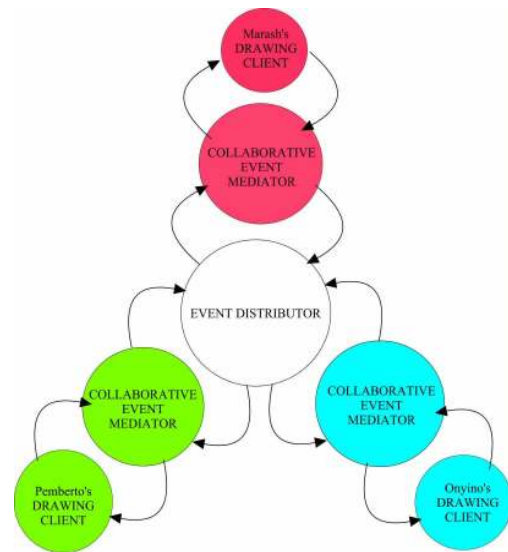 Marash's
DRAWING
CLIENT
COLLABORATIVE
EVENT
MEDIATOR
EVENT DISTRIBUTOR
COLLABORATIVE
EVENT
MEDIATOR
COLLABORATIVE
EVENT
MEDIATOR
Pemberto's
DRAWING
CLIENT
Onyino's
DRAWING
CLIENT